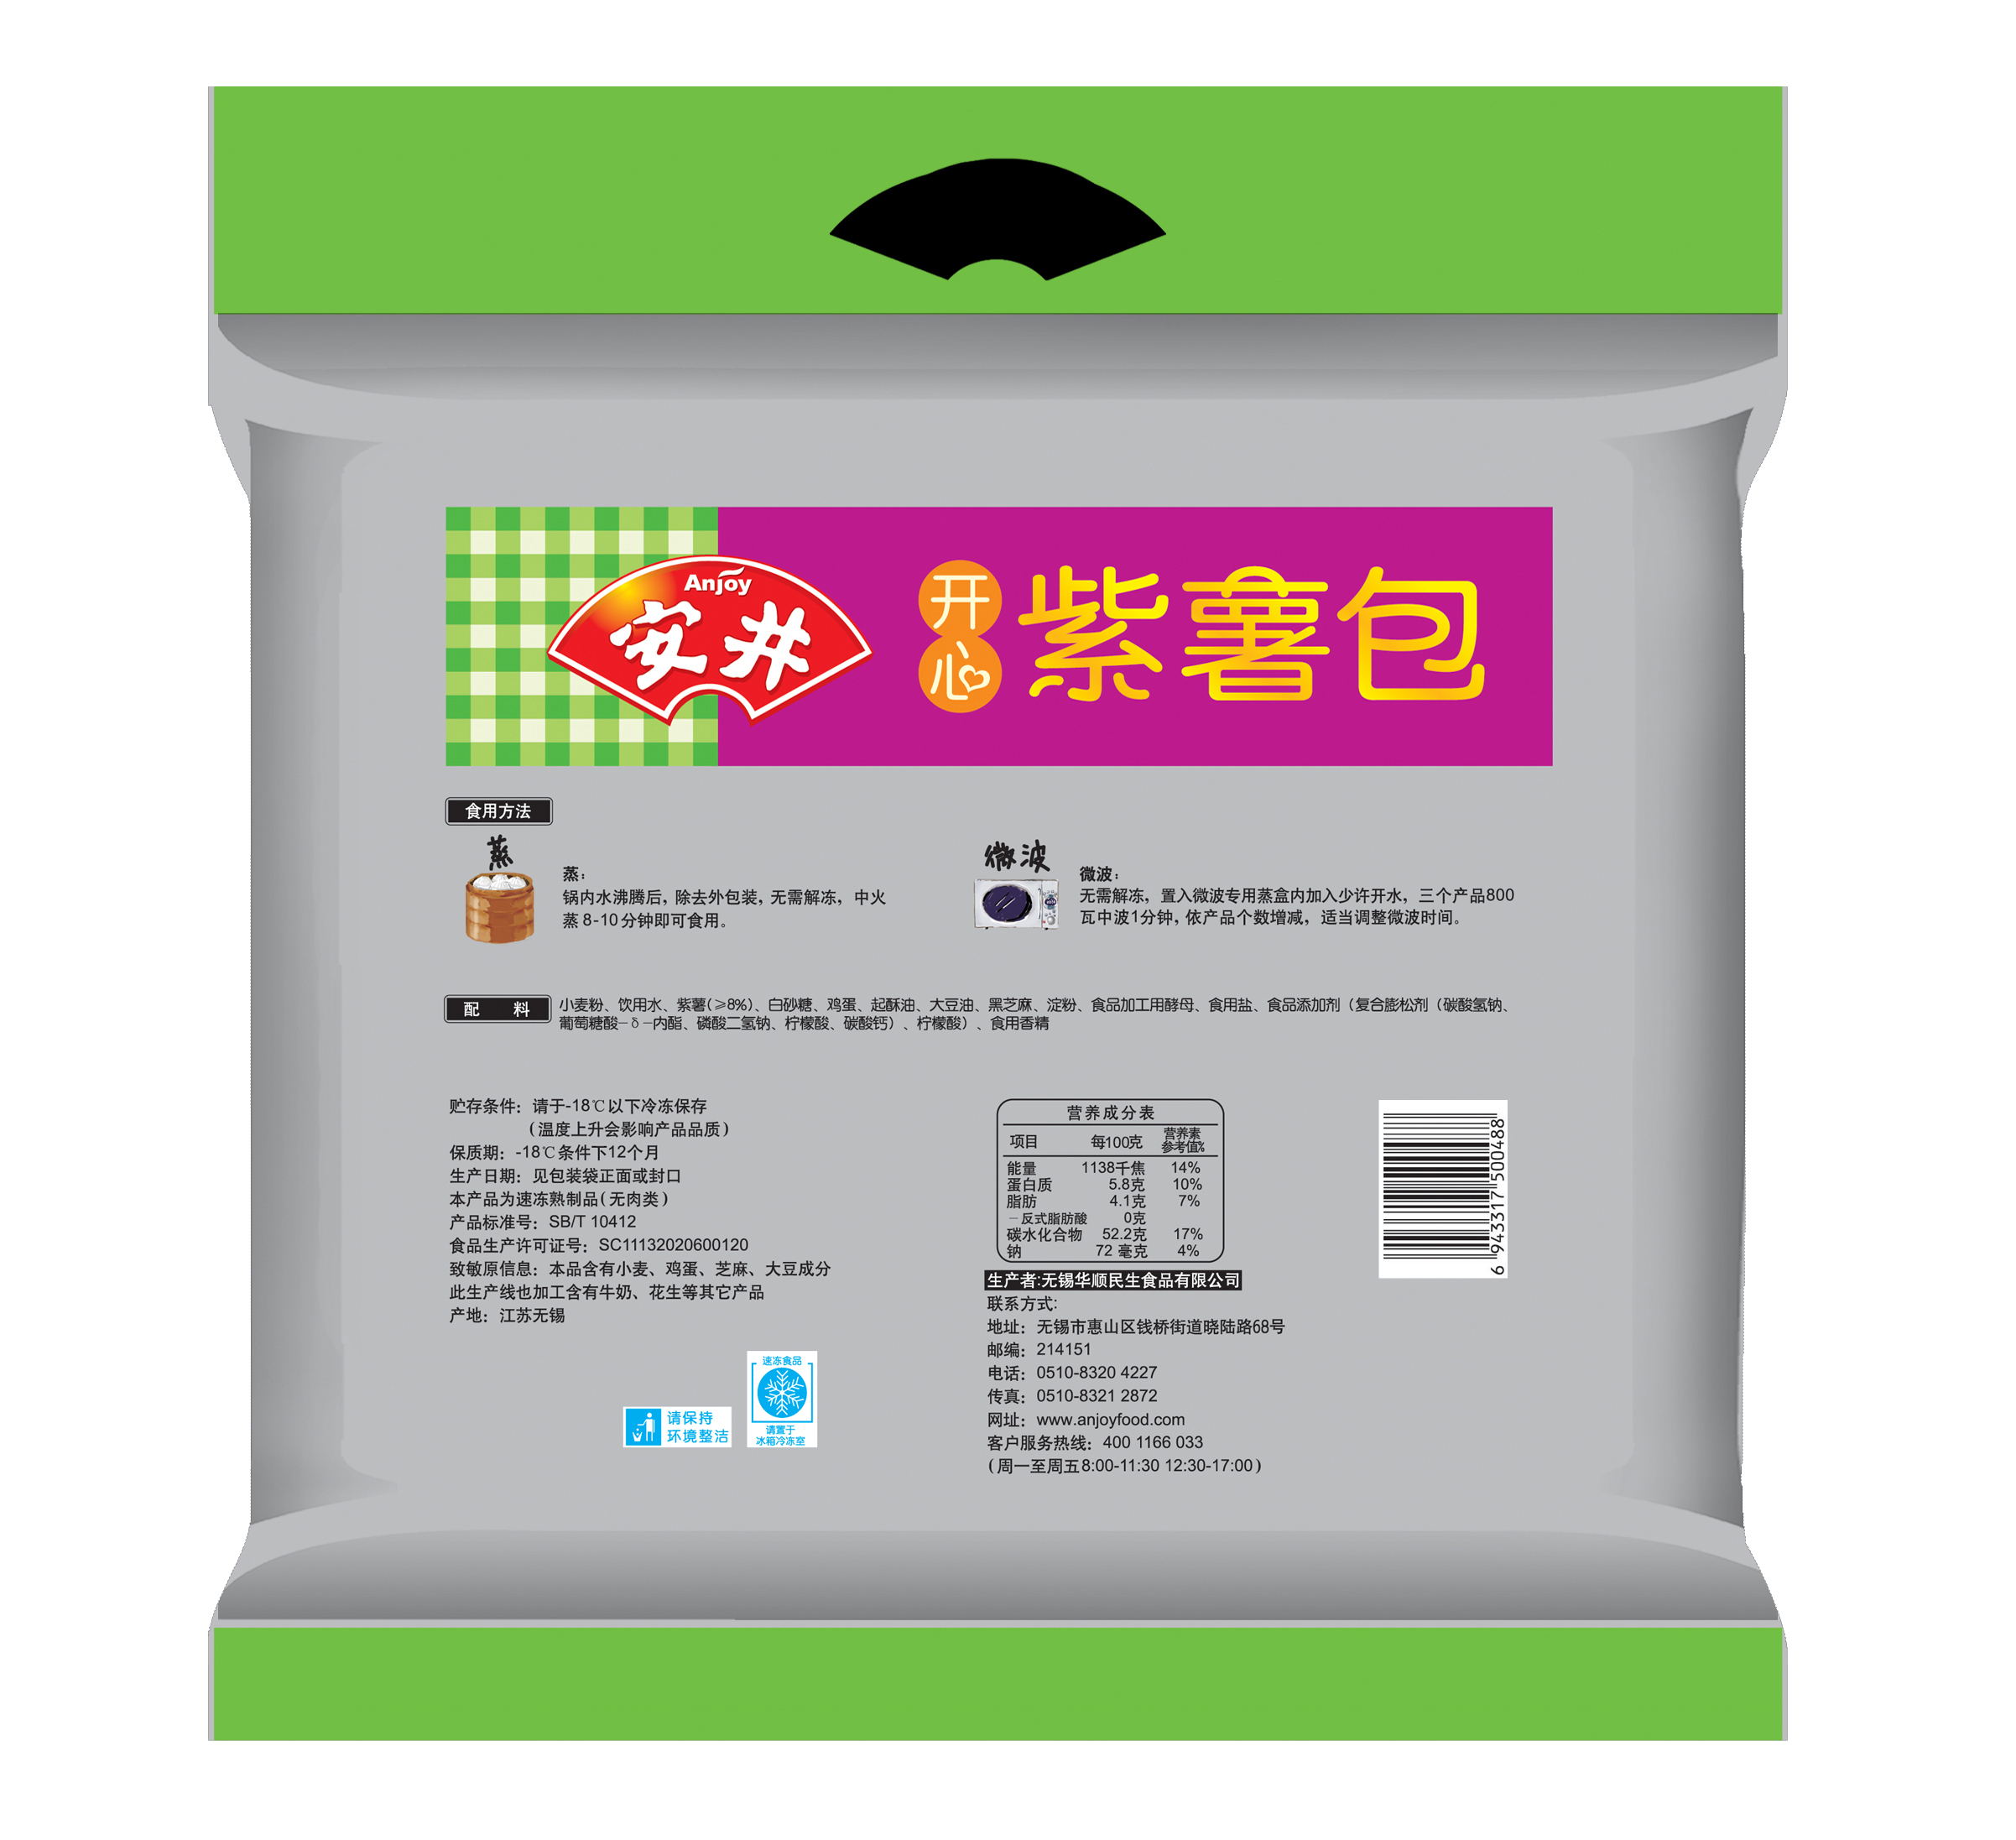 Anjoy
安井
开心
紫薯包
食用方法
蒸
蒸：
锅内水沸腾后，除去外包装，无需解冻，中火
蒸8-10分钟即可食用。
微波
微波：
无需解冻，置入微波专用蒸盒内加入少许开水，三个产品800
瓦中波1分钟，依产品个数增减，适当调整微波时间。
配 料
小麦粉、饮用水、紫薯(≥8%)、白砂糖、鸡蛋、起酥油、大豆油、黑芝麻、淀粉、食品加工用酵母、食用盐、食品添加剂（复合膨松剂（碳酸氢钠、
葡萄糖酸－δ－内酯、磷酸二氢钠、柠檬酸、碳酸钙）、柠檬酸）、食用香精
贮存条件：请于-18℃以下冷冻保存
（温度上升会影响产品品质）
保质期：-18℃条件下12个月
生产日期：见包装袋正面或封口
本产品为速冻熟制品（无肉类）
产品标准号：SB/T 10412
食品生产许可证号：SC11132020600120
致敏原信息：本品含有小麦、鸡蛋、芝麻、大豆成分
此生产线也加工含有牛奶、花生等其它产品
产地：江苏无锡
请保持
环境整洁
速冻食品
请置于
冰箱冷冻室
营养成分表
项目 每100克 营养素参考值%
能量 1138千焦 14%
蛋白质 5.8克 10%
脂肪 4.1克 7%
－反式脂肪酸 0克
碳水化合物 52.2克 17%
钠 72 毫克 4%
生产者:无锡华顺民生食品有限公司
联系方式:
地址：无锡市惠山区钱桥街道晓陆路68号
邮编：214151
电话：0510-8320 4227
传真：0510-8321 2872
网址：www.anjoyfood.com
客户服务热线：400 1166 033
（周一至周五8:00-11:30 12:30-17:00）
6 943317 500488